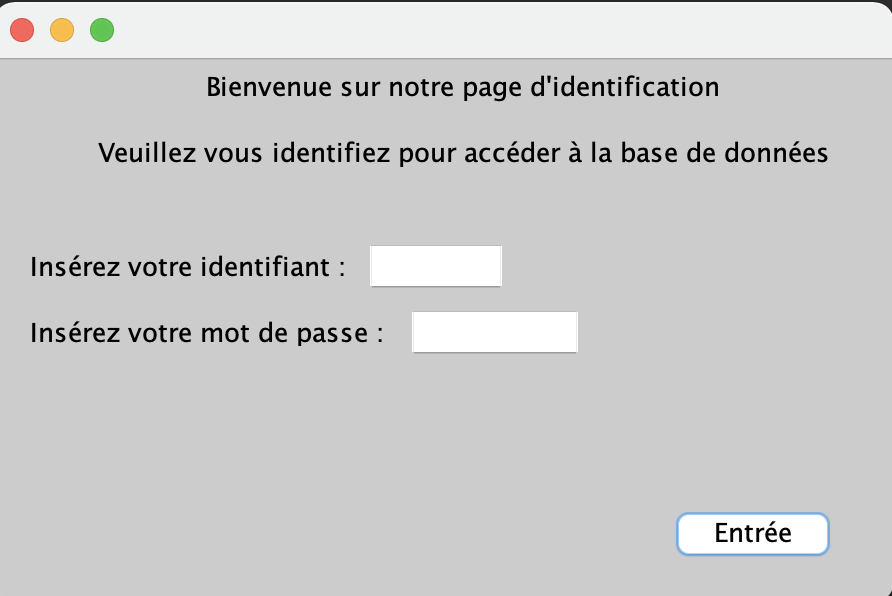 Bienvenue sur notre page d'identification
Veuillez vous identifiez pour accéder à la base de données
Insérez votre identifiant :
Insérez votre mot de passe :
Entrée